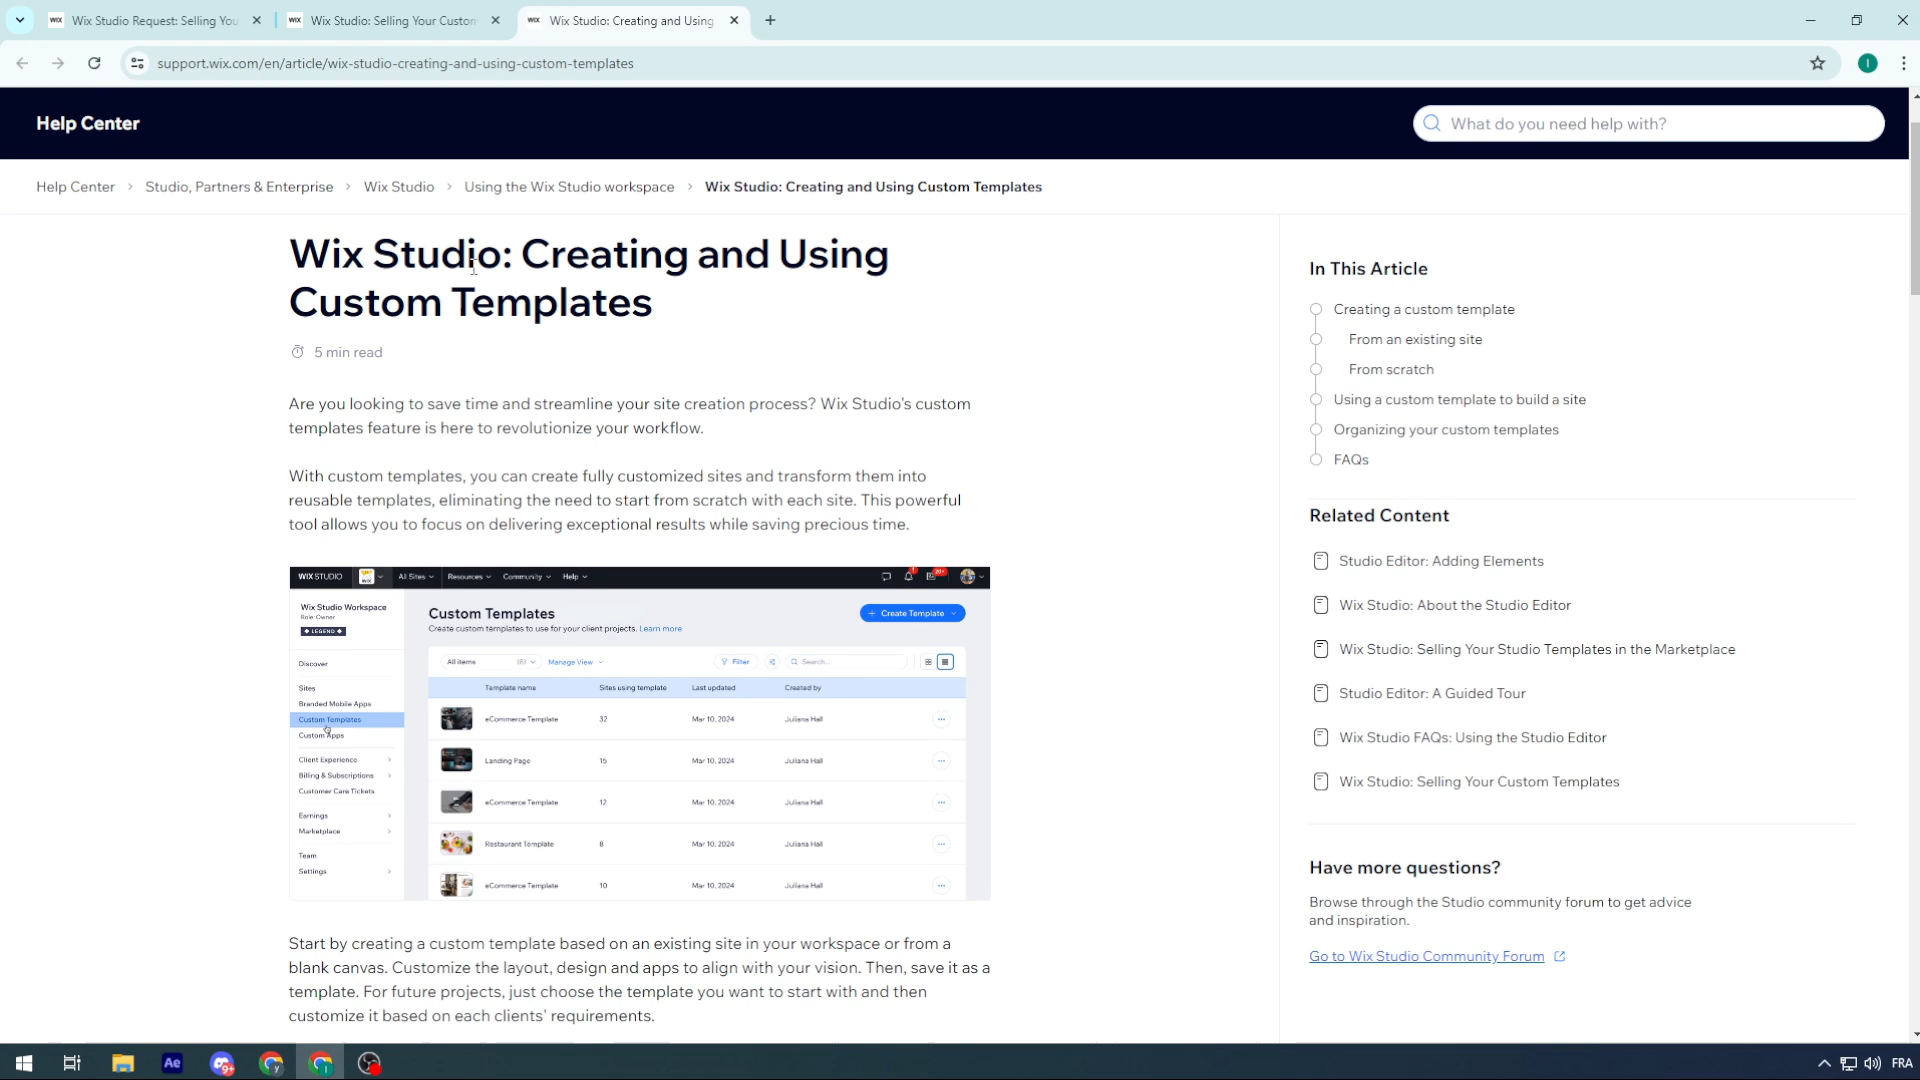 Wix Studio Request: Selling You
Wix Studio: Selling Your Custom
Wix Studio: Creating and Using
support.wix.com/en/article/wix-studio-creating-and-using-custom-templates
I
Help Center
What do you need help with?
Help Center > Studio, Partners & Enterprise > Wix Studio > Using the Wix Studio workspace > Wix Studio: Creating and Using Custom Templates
Wix Studio: Creating and Using
Custom Templates
5 min read
Are you looking to save time and streamline your site creation process? Wix Studio's custom
templates feature is here to revolutionize your workflow.
With custom templates, you can create fully customized sites and transform them into
reusable templates, eliminating the need to start from scratch with each site. This powerful
tool allows you to focus on delivering exceptional results while saving precious time.
WIX STUDIO
WIX
All Sites
Resources
Community
Help
20+
Wix Studio Workspace
Role: Owner
LEGEND
Discover
Sites
Branded Mobile Apps
Custom Templates
Custom Apps
Client Experience
Billing & Subscriptions
Customer Care Tickets
Earnings
Marketplace
Team
Settings
Custom Templates
+ Create Template
Create custom templates to use for your client projects. Learn more
All items (6) Manage View Filter Search...
Template name Sites using template Last updated Created by
eCommerce Template 32 Mar 10, 2024 Juliana Hall
Landing Page 15 Mar 10, 2024 Juliana Hall
eCommerce Template 12 Mar 10, 2024 Juliana Hall
Restaurant Template 8 Mar 10, 2024 Juliana Hall
eCommerce Template 10 Mar 10, 2024 Juliana Hall
Start by creating a custom template based on an existing site in your workspace or from a
blank canvas. Customize the layout, design and apps to align with your vision. Then, save it as a
template. For future projects, just choose the template you want to start with and then
customize it based on each clients' requirements.
In This Article
Creating a custom template
From an existing site
From scratch
Using a custom template to build a site
Organizing your custom templates
FAQs
Related Content
Studio Editor: Adding Elements
Wix Studio: About the Studio Editor
Wix Studio: Selling Your Studio Templates in the Marketplace
Studio Editor: A Guided Tour
Wix Studio FAQs: Using the Studio Editor
Wix Studio: Selling Your Custom Templates
Have more questions?
Browse through the Studio community forum to get advice
and inspiration.
Go to Wix Studio Community Forum
Ae
9+
FRA